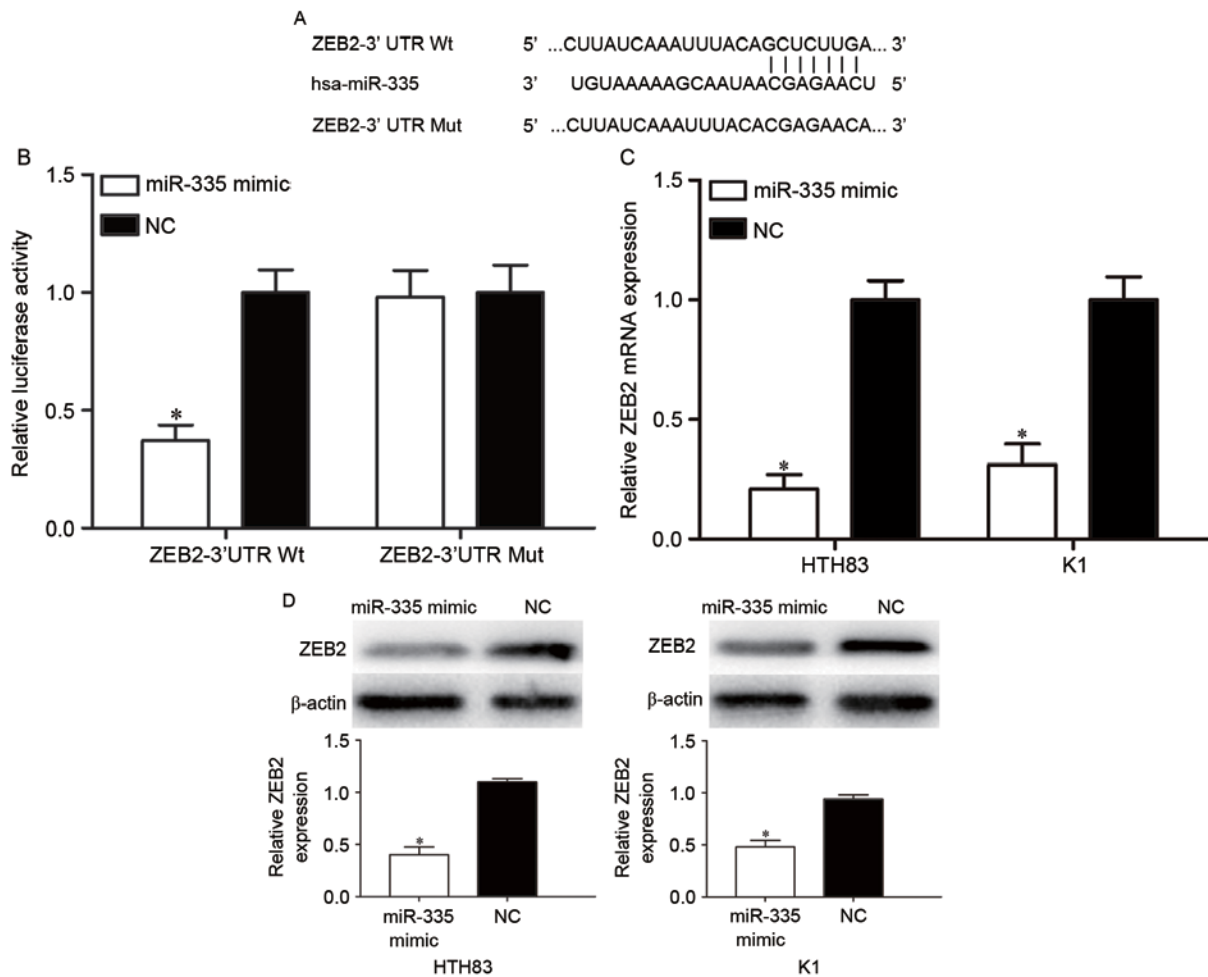 A
ZEB2-3' UTR Wt 5' ...CUUAUCAAAUUUACAGCUCUUGA... 3'
hsa-miR-335 3' UGUAAAAAGCAAUAACGAGAACU 5'
ZEB2-3' UTR Mut 5' ...CUUAUCAAAUUUACACGAGAACA... 3'
B
Relative luciferase activity
1.5
1.0
0.5
0.0
miR-335 mimic
NC
*
ZEB2-3'UTR Wt ZEB2-3'UTR Mut
C
Relative ZEB2 mRNA expression
1.5
1.0
0.5
0.0
miR-335 mimic
NC
* *
HTH83 K1
D
miR-335 mimic NC
ZEB2
β-actin
Relative ZEB2
expression
1.5
1.0
0.5
0.0
*
miR-335 NC
mimic
HTH83
miR-335 mimic NC
ZEB2
β-actin
Relative ZEB2
expression
1.5
1.0
0.5
0.0
*
miR-335 NC
mimic
K1